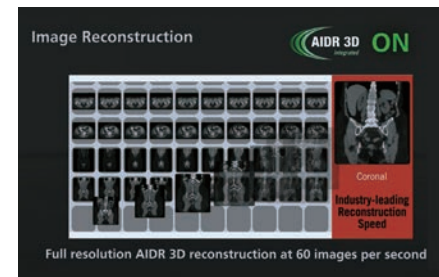 Image Reconstruction
AIDR 3D
Integrated
ON
Coronal
Industry-leading
Reconstruction
Speed
Full resolution AIDR 3D reconstruction at 60 images per second